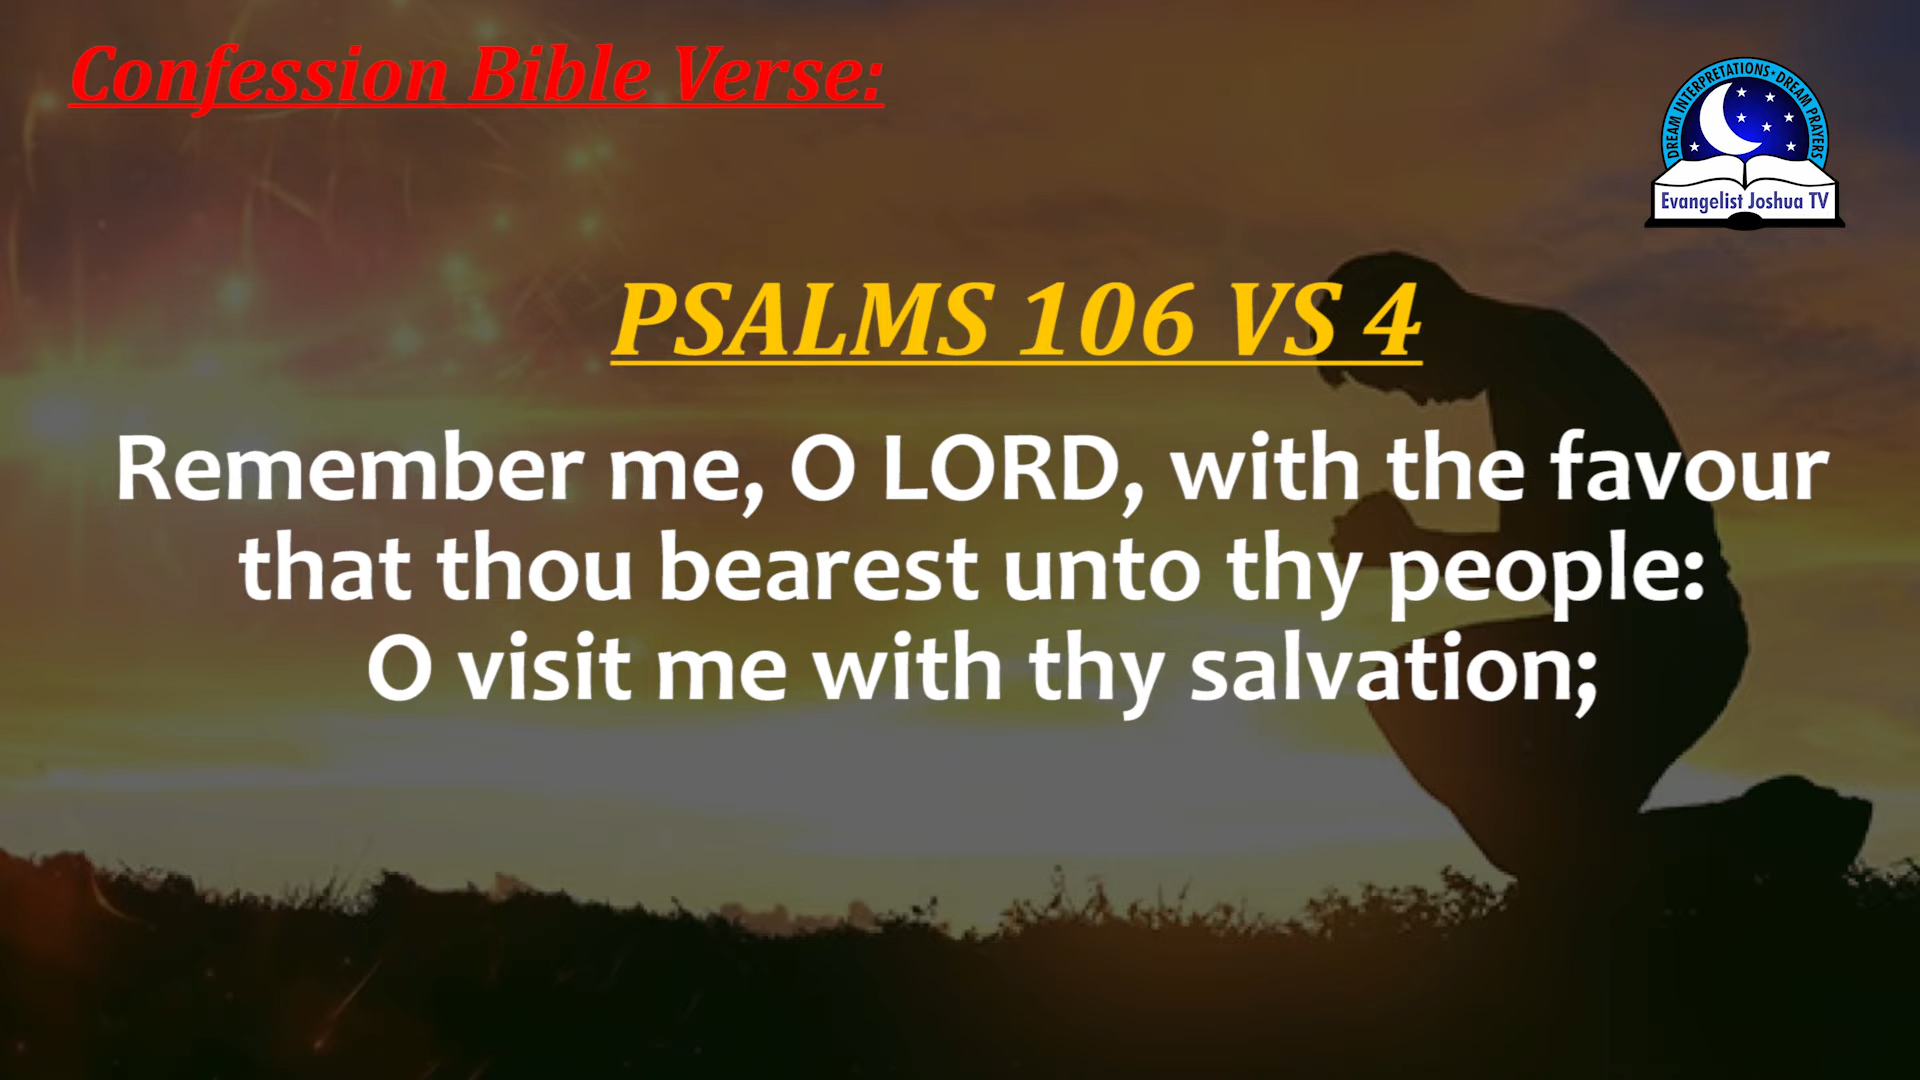 Confession Bible Verse:
DREAM INTERPRETATIONS • DREAM PRAYERS
Evangelist Joshua TV
PSALMS 106 VS 4
Remember me, O LORD, with the favour
that thou bearest unto thy people:
O visit me with thy salvation;